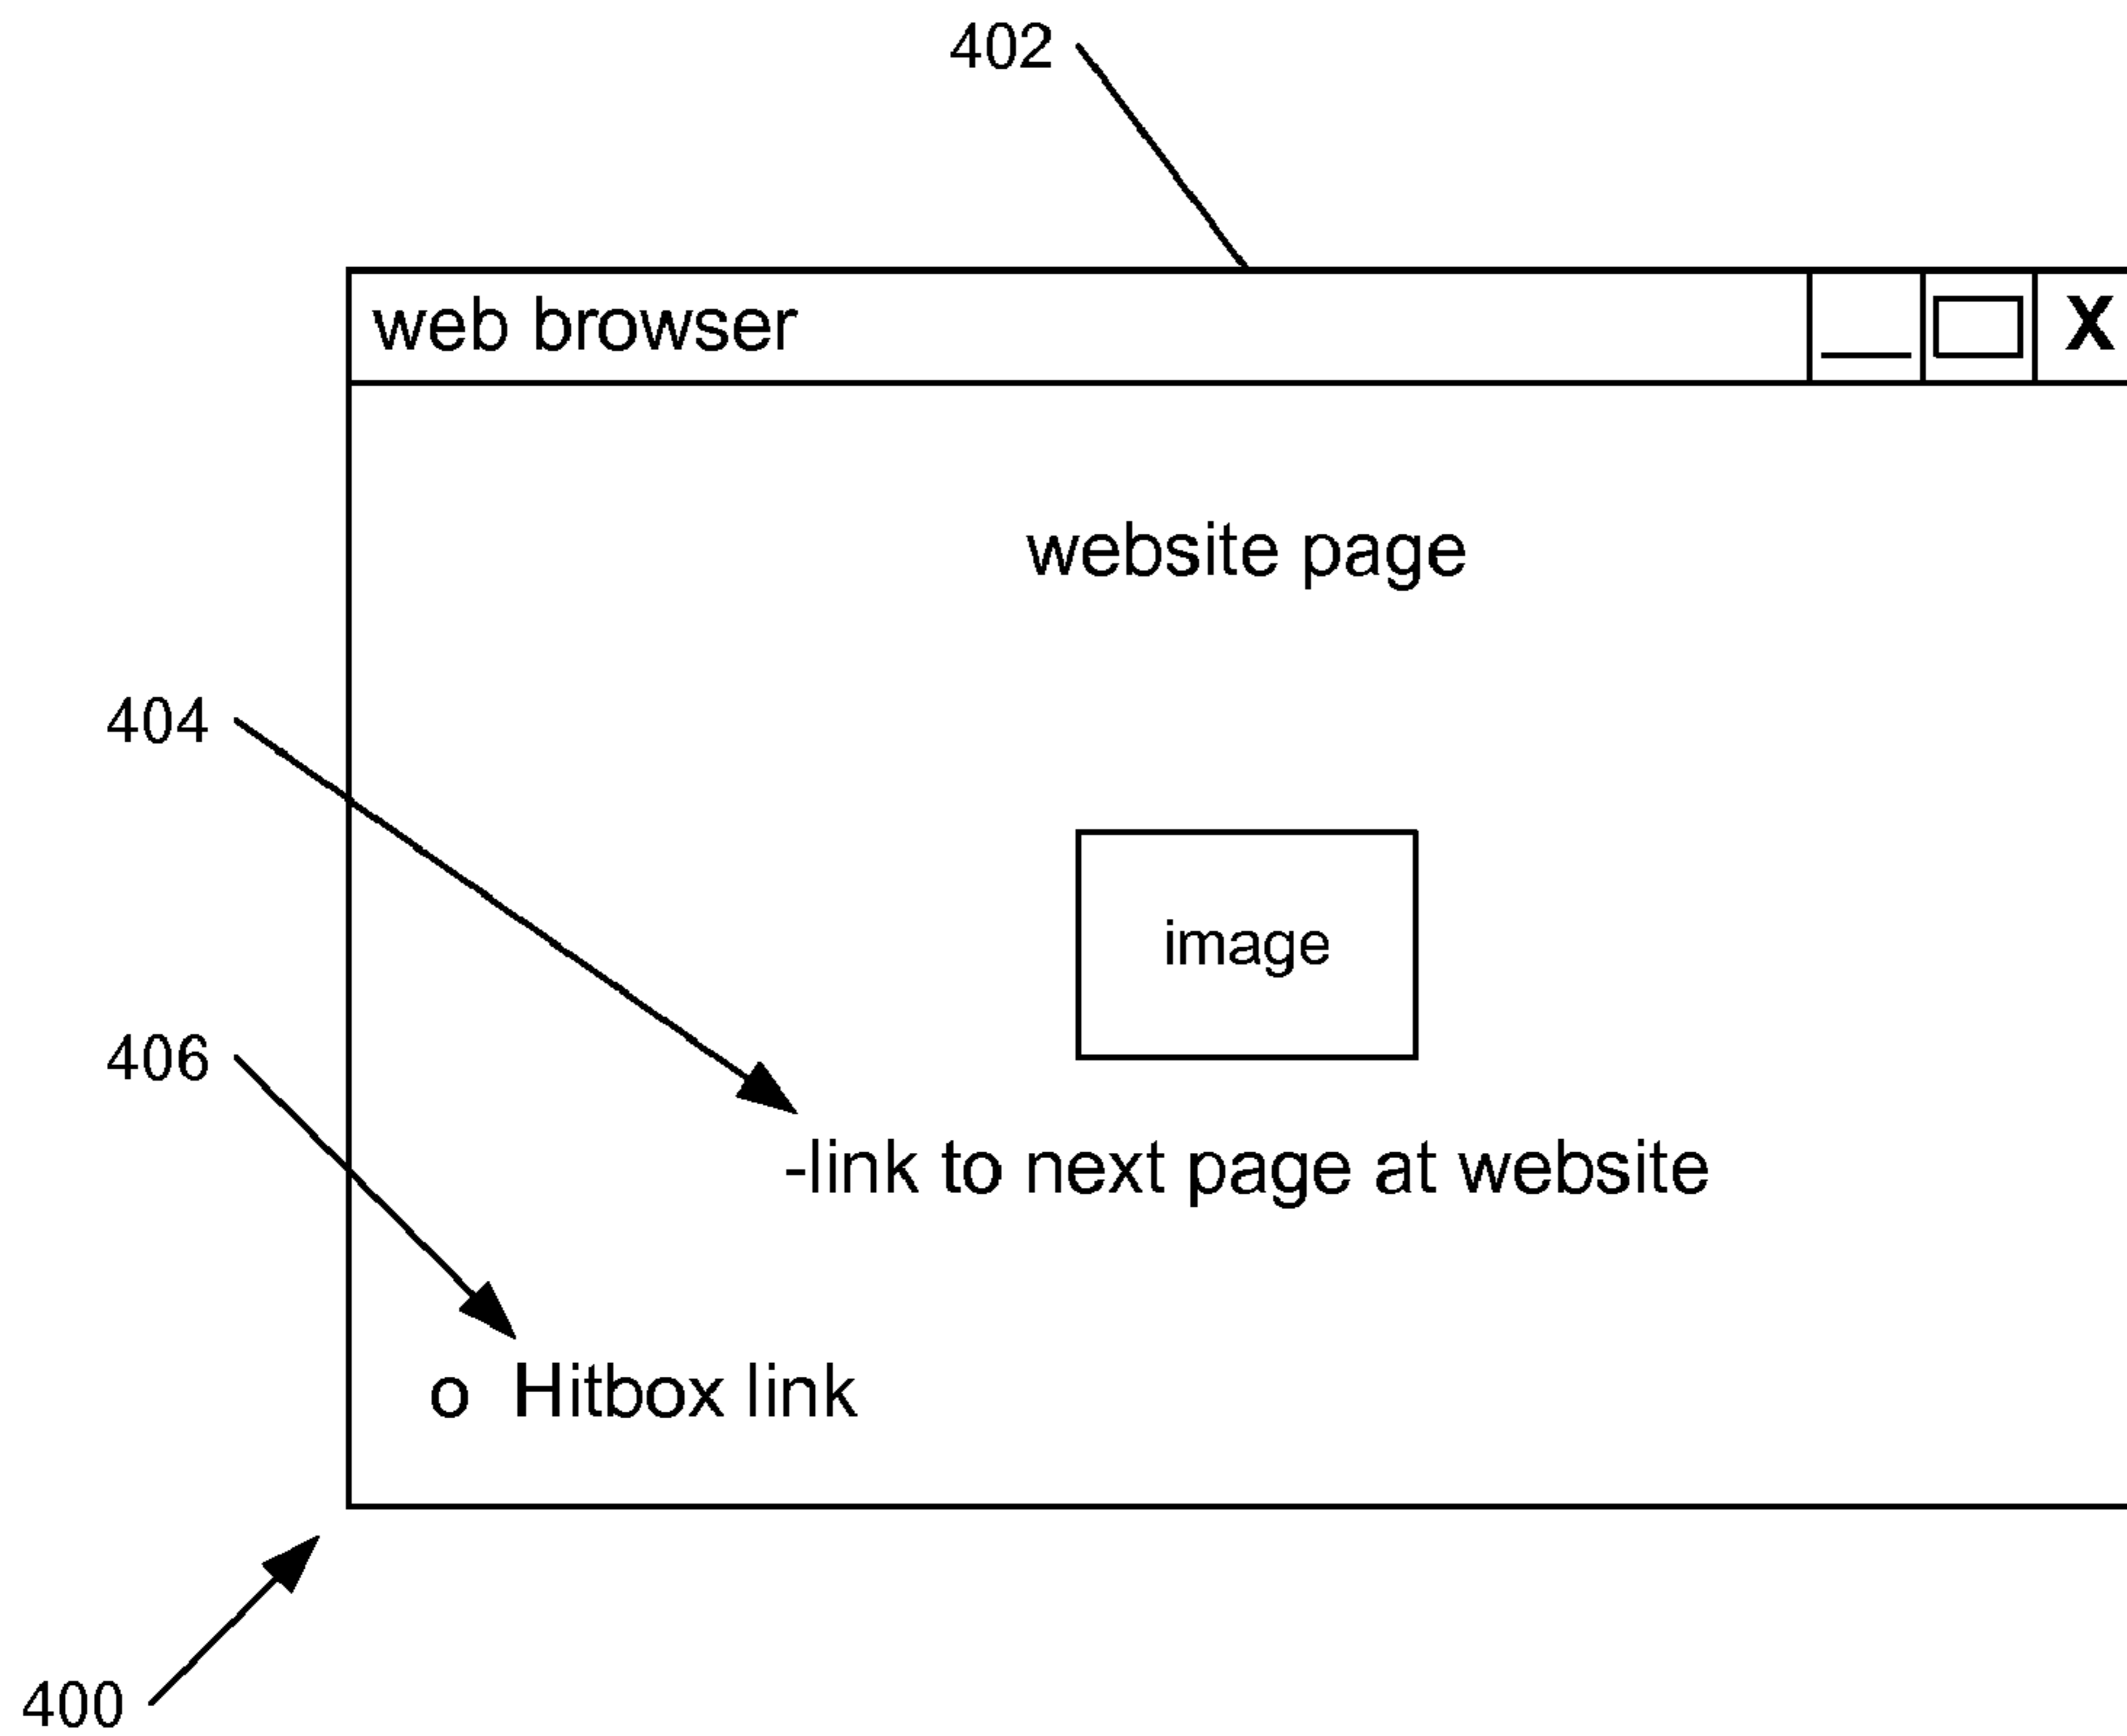 402
web browser X
website page
404
image
406
-link to next page at website
o Hitbox link
400